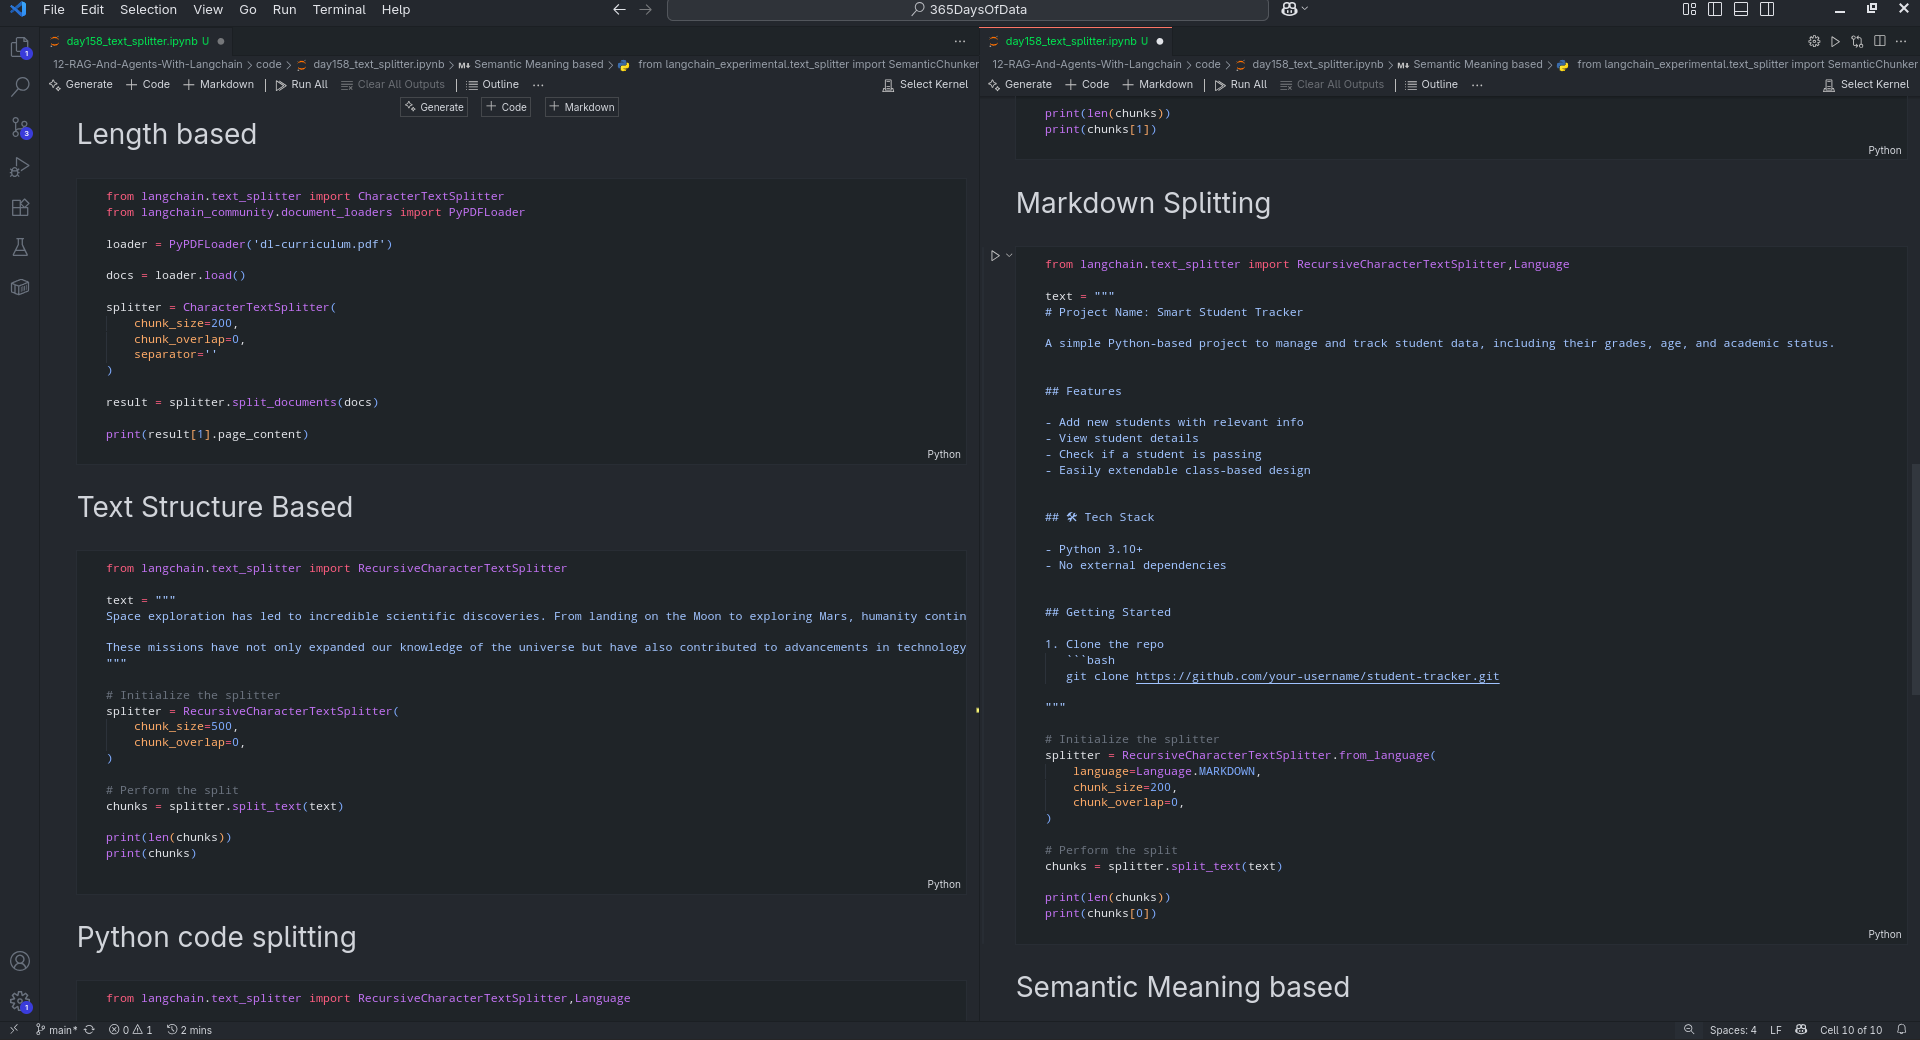 File Edit Selection View Go Run Terminal Help
365DaysOfData
day158_text_splitter.ipynb U
12-RAG-And-Agents-With-Langchain > code > day158_text_splitter.ipynb > Semantic Meaning based > from langchain_experimental.text_splitter import SemanticChunker
Generate + Code + Markdown Run All Clear All Outputs Outline ... Select Kernel
Generate + Code + Markdown
Length based
from langchain.text_splitter import CharacterTextSplitter
from langchain_community.document_loaders import PyPDFLoader
loader = PyPDFLoader('dl-curriculum.pdf')
docs = loader.load()
splitter = CharacterTextSplitter(
    chunk_size=200,
    chunk_overlap=0,
    separator=''
)
result = splitter.split_documents(docs)
print(result[1].page_content)
Python
Text Structure Based
from langchain.text_splitter import RecursiveCharacterTextSplitter
text = """
Space exploration has led to incredible scientific discoveries. From landing on the Moon to exploring Mars, humanity contin
These missions have not only expanded our knowledge of the universe but have also contributed to advancements in technology
"""
# Initialize the splitter
splitter = RecursiveCharacterTextSplitter(
    chunk_size=500,
    chunk_overlap=0,
)
# Perform the split
chunks = splitter.split_text(text)
print(len(chunks))
print(chunks)
Python
Python code splitting
from langchain.text_splitter import RecursiveCharacterTextSplitter,Language
day158_text_splitter.ipynb U
12-RAG-And-Agents-With-Langchain > code > day158_text_splitter.ipynb > Semantic Meaning based > from langchain_experimental.text_splitter import SemanticChunker
Generate + Code + Markdown Run All Clear All Outputs Outline ... Select Kernel
print(len(chunks))
print(chunks[1])
Python
Markdown Splitting
from langchain.text_splitter import RecursiveCharacterTextSplitter,Language
text = """
# Project Name: Smart Student Tracker
A simple Python-based project to manage and track student data, including their grades, age, and academic status.
## Features
- Add new students with relevant info
- View student details
- Check if a student is passing
- Easily extendable class-based design
## 🛠 Tech Stack
- Python 3.10+
- No external dependencies
## Getting Started
1. Clone the repo
   ```bash
   git clone https://github.com/your-username/student-tracker.git
"""
# Initialize the splitter
splitter = RecursiveCharacterTextSplitter.from_language(
    language=Language.MARKDOWN,
    chunk_size=200,
    chunk_overlap=0,
)
# Perform the split
chunks = splitter.split_text(text)
print(len(chunks))
print(chunks[0])
Python
Semantic Meaning based
main* 0 1 2 mins
Spaces: 4 LF Cell 10 of 10
1
3
1